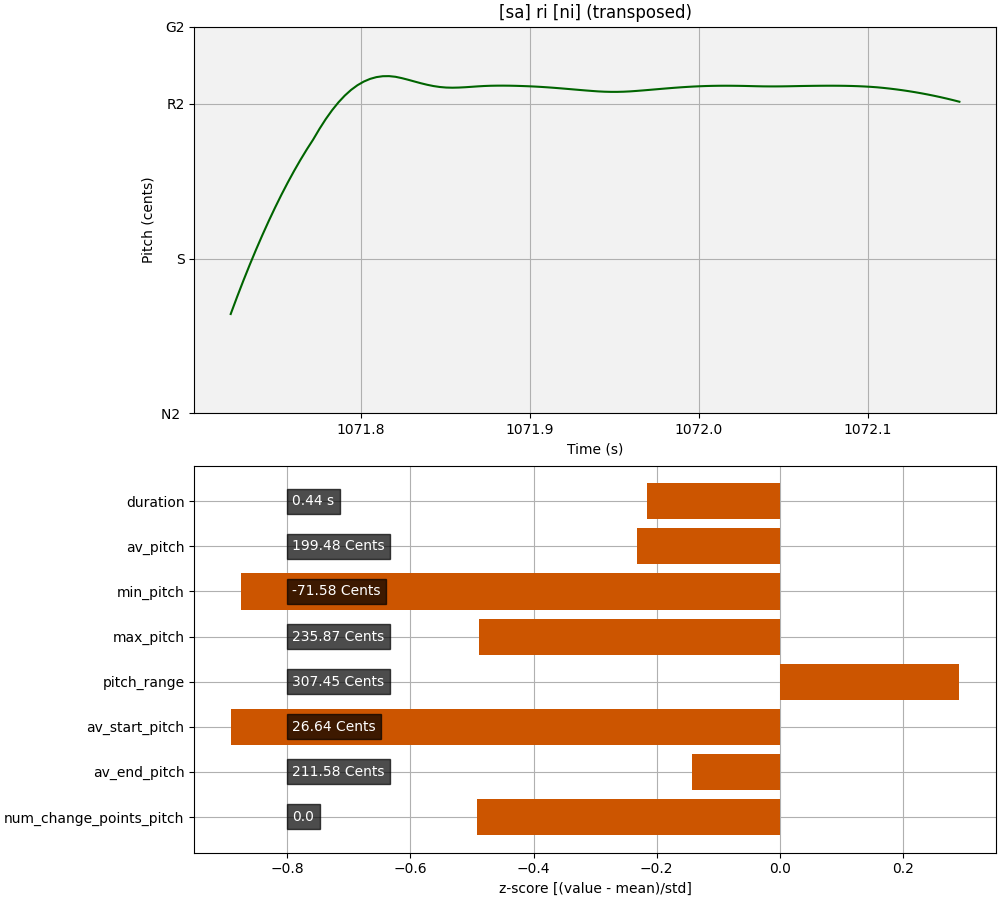 [sa] ri [ni] (transposed)
G2
R2
S
N2
Pitch (cents)
1071.8 1071.9 1072.0 1072.1
Time (s)
duration 0.44 s
av_pitch 199.48 Cents
min_pitch -71.58 Cents
max_pitch 235.87 Cents
pitch_range 307.45 Cents
av_start_pitch 26.64 Cents
av_end_pitch 211.58 Cents
num_change_points_pitch 0.0
−0.8 −0.6 −0.4 −0.2 0.0 0.2
z-score [(value - mean)/std]